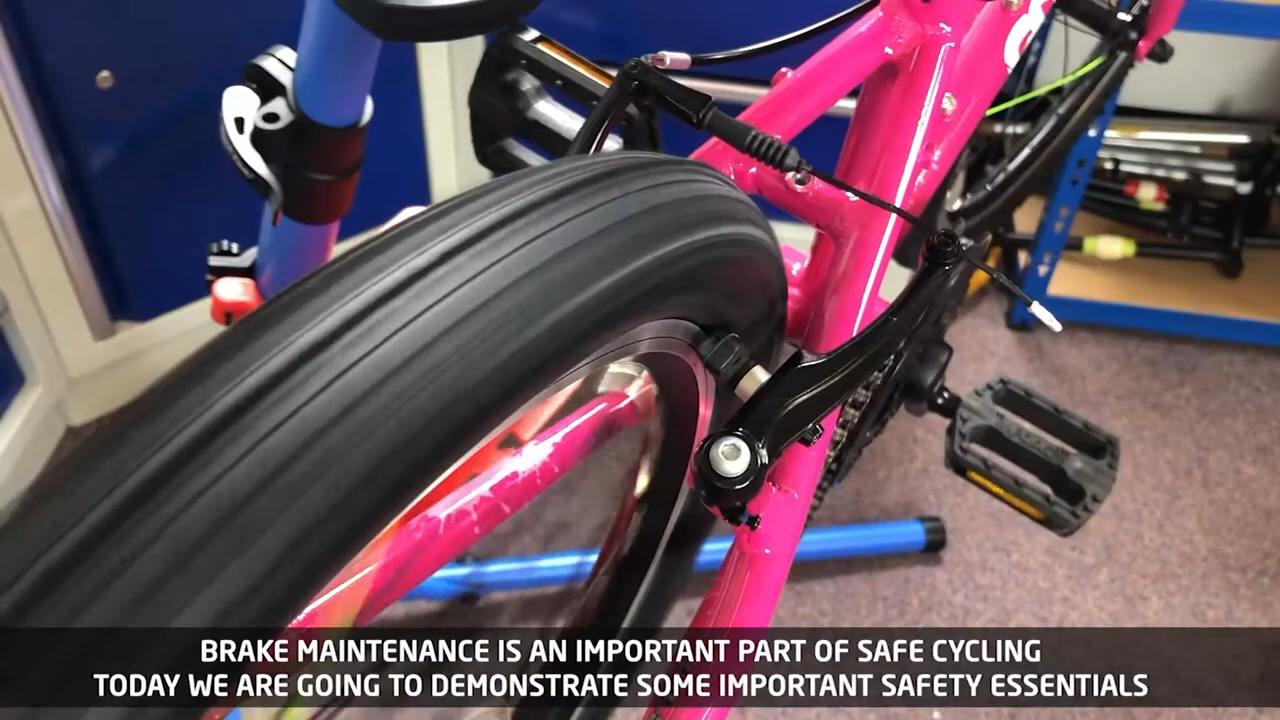 BRAKE MAINTENANCE IS AN IMPORTANT PART OF SAFE CYCLING
TODAY WE ARE GOING TO DEMONSTRATE SOME IMPORTANT SAFETY ESSENTIALS